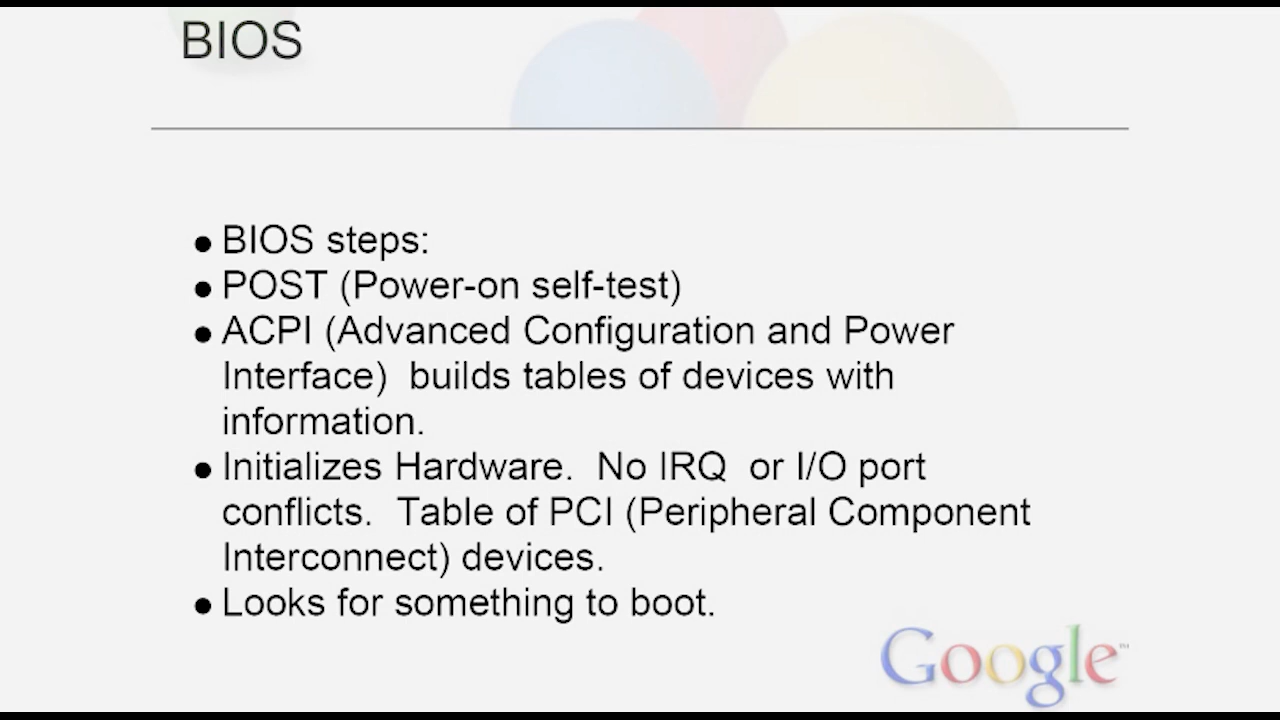 BIOS
● BIOS steps:
● POST (Power-on self-test)
● ACPI (Advanced Configuration and Power
Interface)  builds tables of devices with
information.
● Initializes Hardware.  No IRQ  or I/O port
conflicts.  Table of PCI (Peripheral Component
Interconnect) devices.
● Looks for something to boot.
Google™